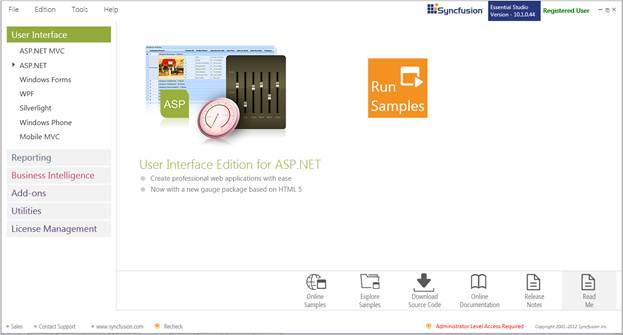 File Edition Tools Help
Syncfusion
Essential Studio
Version - 10.1.0.44
Registered User
User Interface
ASP.NET MVC
ASP.NET
Windows Forms
WPF
Silverlight
Windows Phone
Mobile MVC
Reporting
Business Intelligence
Add-ons
Utilities
License Management
ASP
Run
Samples
User Interface Edition for ASP.NET
Create professional web applications with ease
Now with a new gauge package based on HTML 5
Online
Samples
Explore
Samples
Download
Source Code
Online
Documentation
Release
Notes
Read
Me
Sales Contact Support www.syncfusion.com Recheck
Administrator Level Access Required
Copyright 2001-2012 Syncfusion Inc.